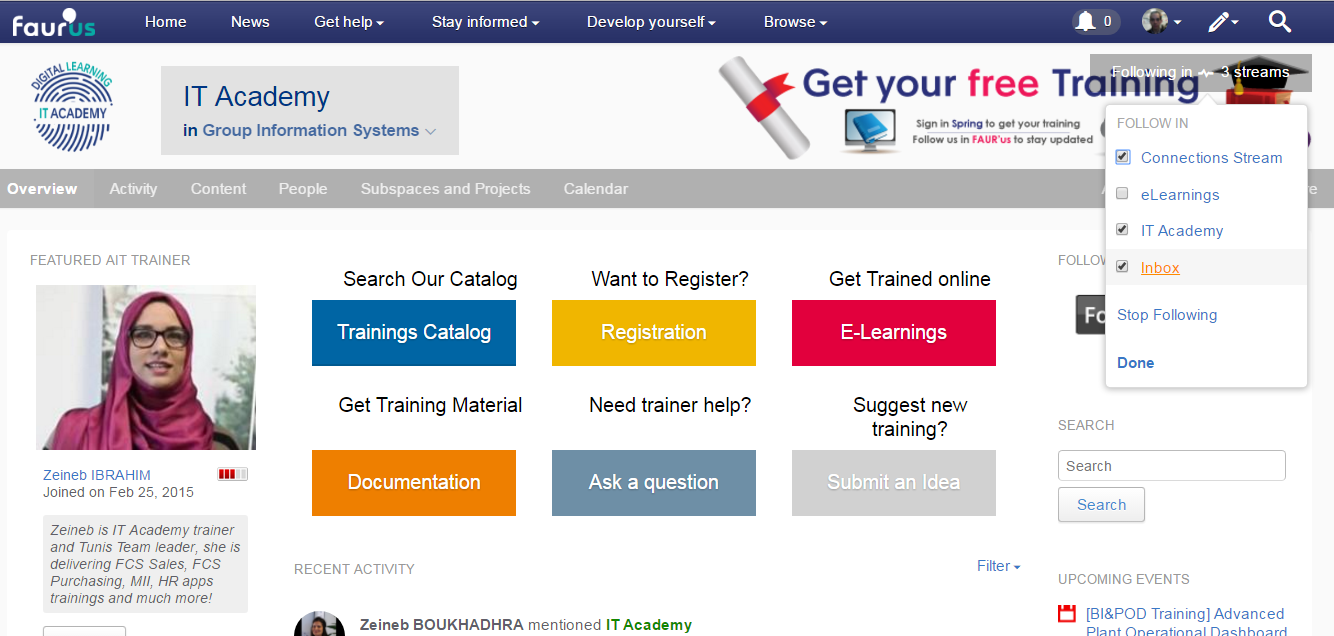 faurus
Home News Get help Stay informed Develop yourself Browse 0
DIGITAL LEARNING
IT ACADEMY
IT Academy
in Group Information Systems
Get your free Training
Sign in Spring to get your training
Follow us in FAUR'us to stay updated
Following in 3 streams
FOLLOW IN
Connections Stream
eLearnings
IT Academy
Inbox
Stop Following
Done
Overview Activity Content People Subspaces and Projects Calendar
FEATURED AIT TRAINER
Zeineb IBRAHIM
Joined on Feb 25, 2015
Zeineb is IT Academy trainer
and Tunis Team leader, she is
delivering FCS Sales, FCS
Purchasing, MII, HR apps
trainings and much more!
Search Our Catalog
Trainings Catalog
Want to Register?
Registration
Get Trained online
E-Learnings
Get Training Material
Documentation
Need trainer help?
Ask a question
Suggest new
training?
Submit an Idea
RECENT ACTIVITY
Filter
Zeineb BOUKHADHRA mentioned IT Academy
SEARCH
Search
Search
UPCOMING EVENTS
[BI&POD Training] Advanced
Plant Operational Dashboard